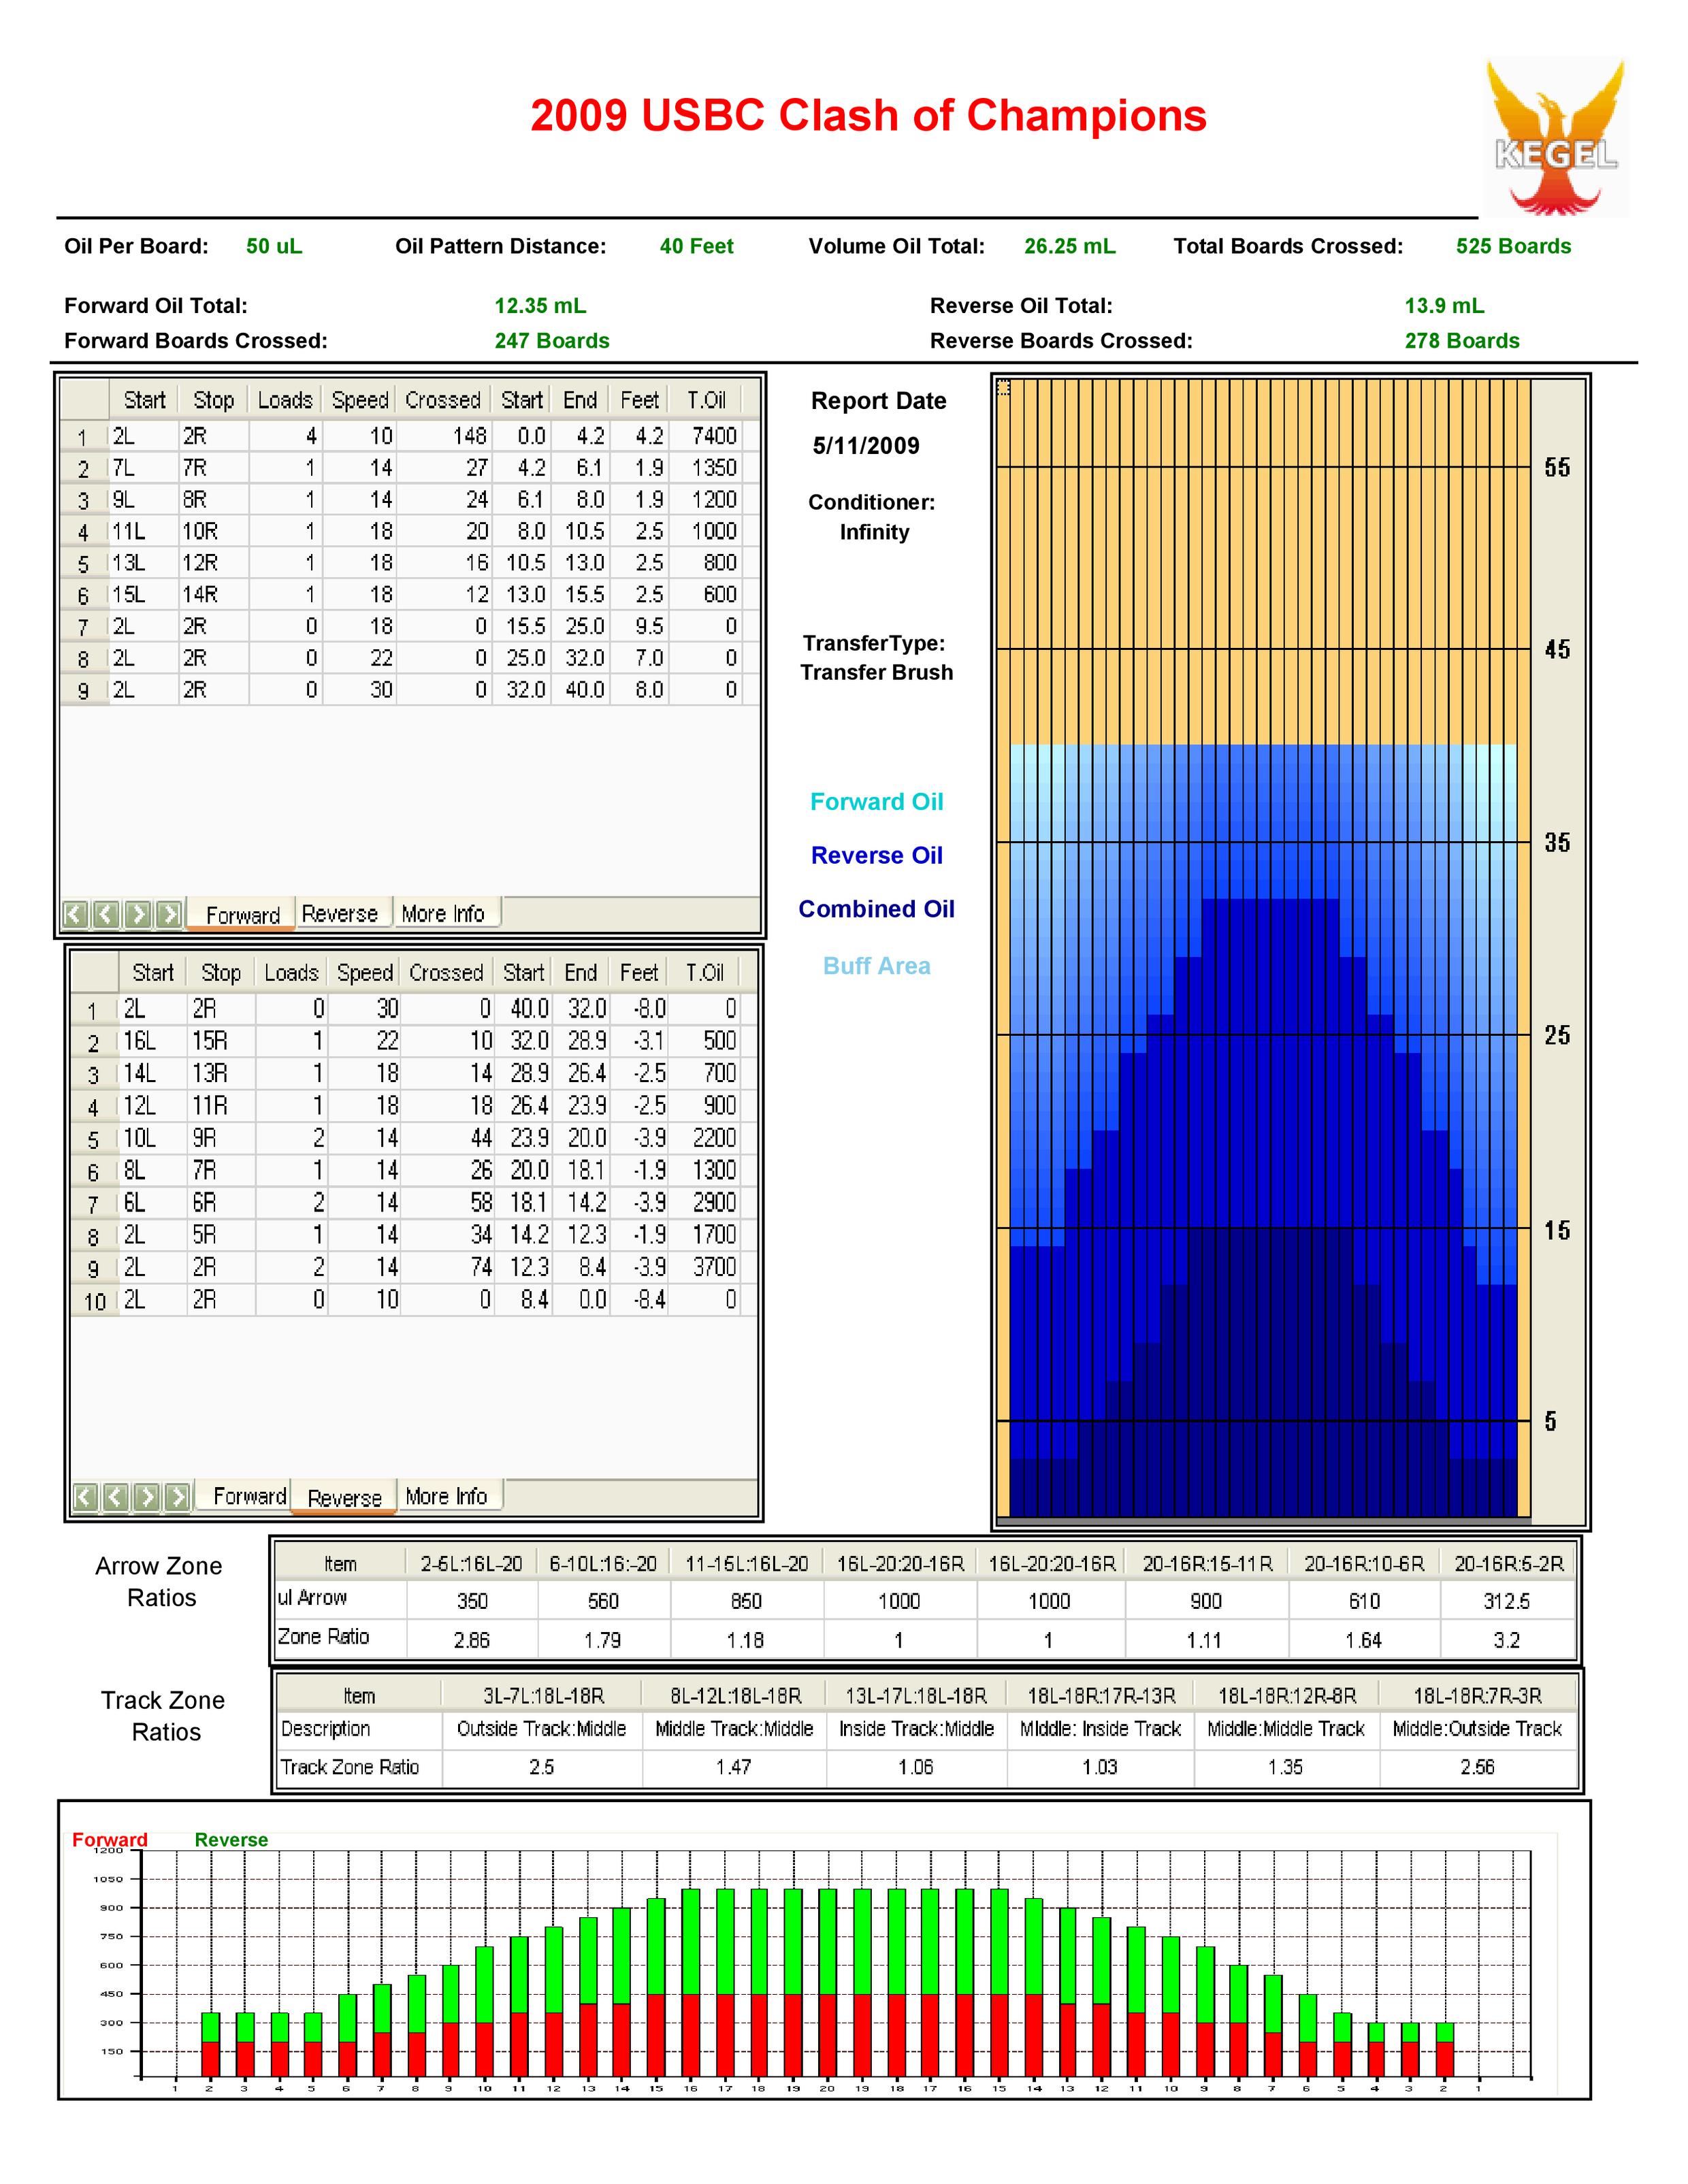 2009 USBC Clash of Champions
KEGEL
Oil Per Board: 50 uL Oil Pattern Distance: 40 Feet Volume Oil Total: 26.25 mL Total Boards Crossed: 525 Boards
Forward Oil Total: 12.35 mL Reverse Oil Total: 13.9 mL
Forward Boards Crossed: 247 Boards Reverse Boards Crossed: 278 Boards
Start Stop Loads Speed Crossed Start End Feet T.Oil
1 2L 2R 4 10 148 0.0 4.2 4.2 7400
2 7L 7R 1 14 27 4.2 6.1 1.9 1350
3 9L 8R 1 14 24 6.1 8.0 1.9 1200
4 11L 10R 1 18 20 8.0 10.5 2.5 1000
5 13L 12R 1 18 16 10.5 13.0 2.5 800
6 15L 14R 1 18 12 13.0 15.5 2.5 600
7 2L 2R 0 18 0 15.5 25.0 9.5 0
8 2L 2R 0 22 0 25.0 32.0 7.0 0
9 2L 2R 0 30 0 32.0 40.0 8.0 0
Forward Reverse More Info
Start Stop Loads Speed Crossed Start End Feet T.Oil
1 2L 2R 0 30 0 40.0 32.0 -8.0 0
2 16L 15R 1 22 10 32.0 28.9 -3.1 500
3 14L 13R 1 18 14 28.9 26.4 -2.5 700
4 12L 11R 1 18 18 26.4 23.9 -2.5 900
5 10L 9R 2 14 44 23.9 20.0 -3.9 2200
6 8L 7R 1 14 26 20.0 18.1 -1.9 1300
7 6L 6R 2 14 58 18.1 14.2 -3.9 2900
8 2L 5R 1 14 34 14.2 12.3 -1.9 1700
9 2L 2R 2 14 74 12.3 8.4 -3.9 3700
10 2L 2R 0 10 0 8.4 0.0 -8.4 0
Forward Reverse More Info
Report Date
5/11/2009
Conditioner:
Infinity
TransferType:
Transfer Brush
Forward Oil
Reverse Oil
Combined Oil
Buff Area
55
45
35
25
15
5
Arrow Zone
Ratios
Item 2-5L:16L-20 6-10L:16:-20 11-15L:16L-20 16L-20:20-16R 16L-20:20-16R 20-16R:15-11R 20-16R:10-6R 20-16R:5-2R
ul Arrow 350 560 850 1000 1000 900 610 312.5
Zone Ratio 2.86 1.79 1.18 1 1 1.11 1.64 3.2
Track Zone
Ratios
Item 3L-7L:18L-18R 8L-12L:18L-18R 13L-17L:18L-18R 18L-18R:17R-13R 18L-18R:12R-8R 18L-18R:7R-3R
Description Outside Track:Middle Middle Track:Middle Inside Track:Middle MIddle: Inside Track Middle:Middle Track Middle:Outside Track
Track Zone Ratio 2.5 1.47 1.06 1.03 1.35 2.56
Forward Reverse
1200
1050
900
750
600
450
300
150
1 2 3 4 5 6 7 8 9 10 11 12 13 14 15 16 17 18 19 20 19 18 17 16 15 14 13 12 11 10 9 8 7 6 5 4 3 2 1